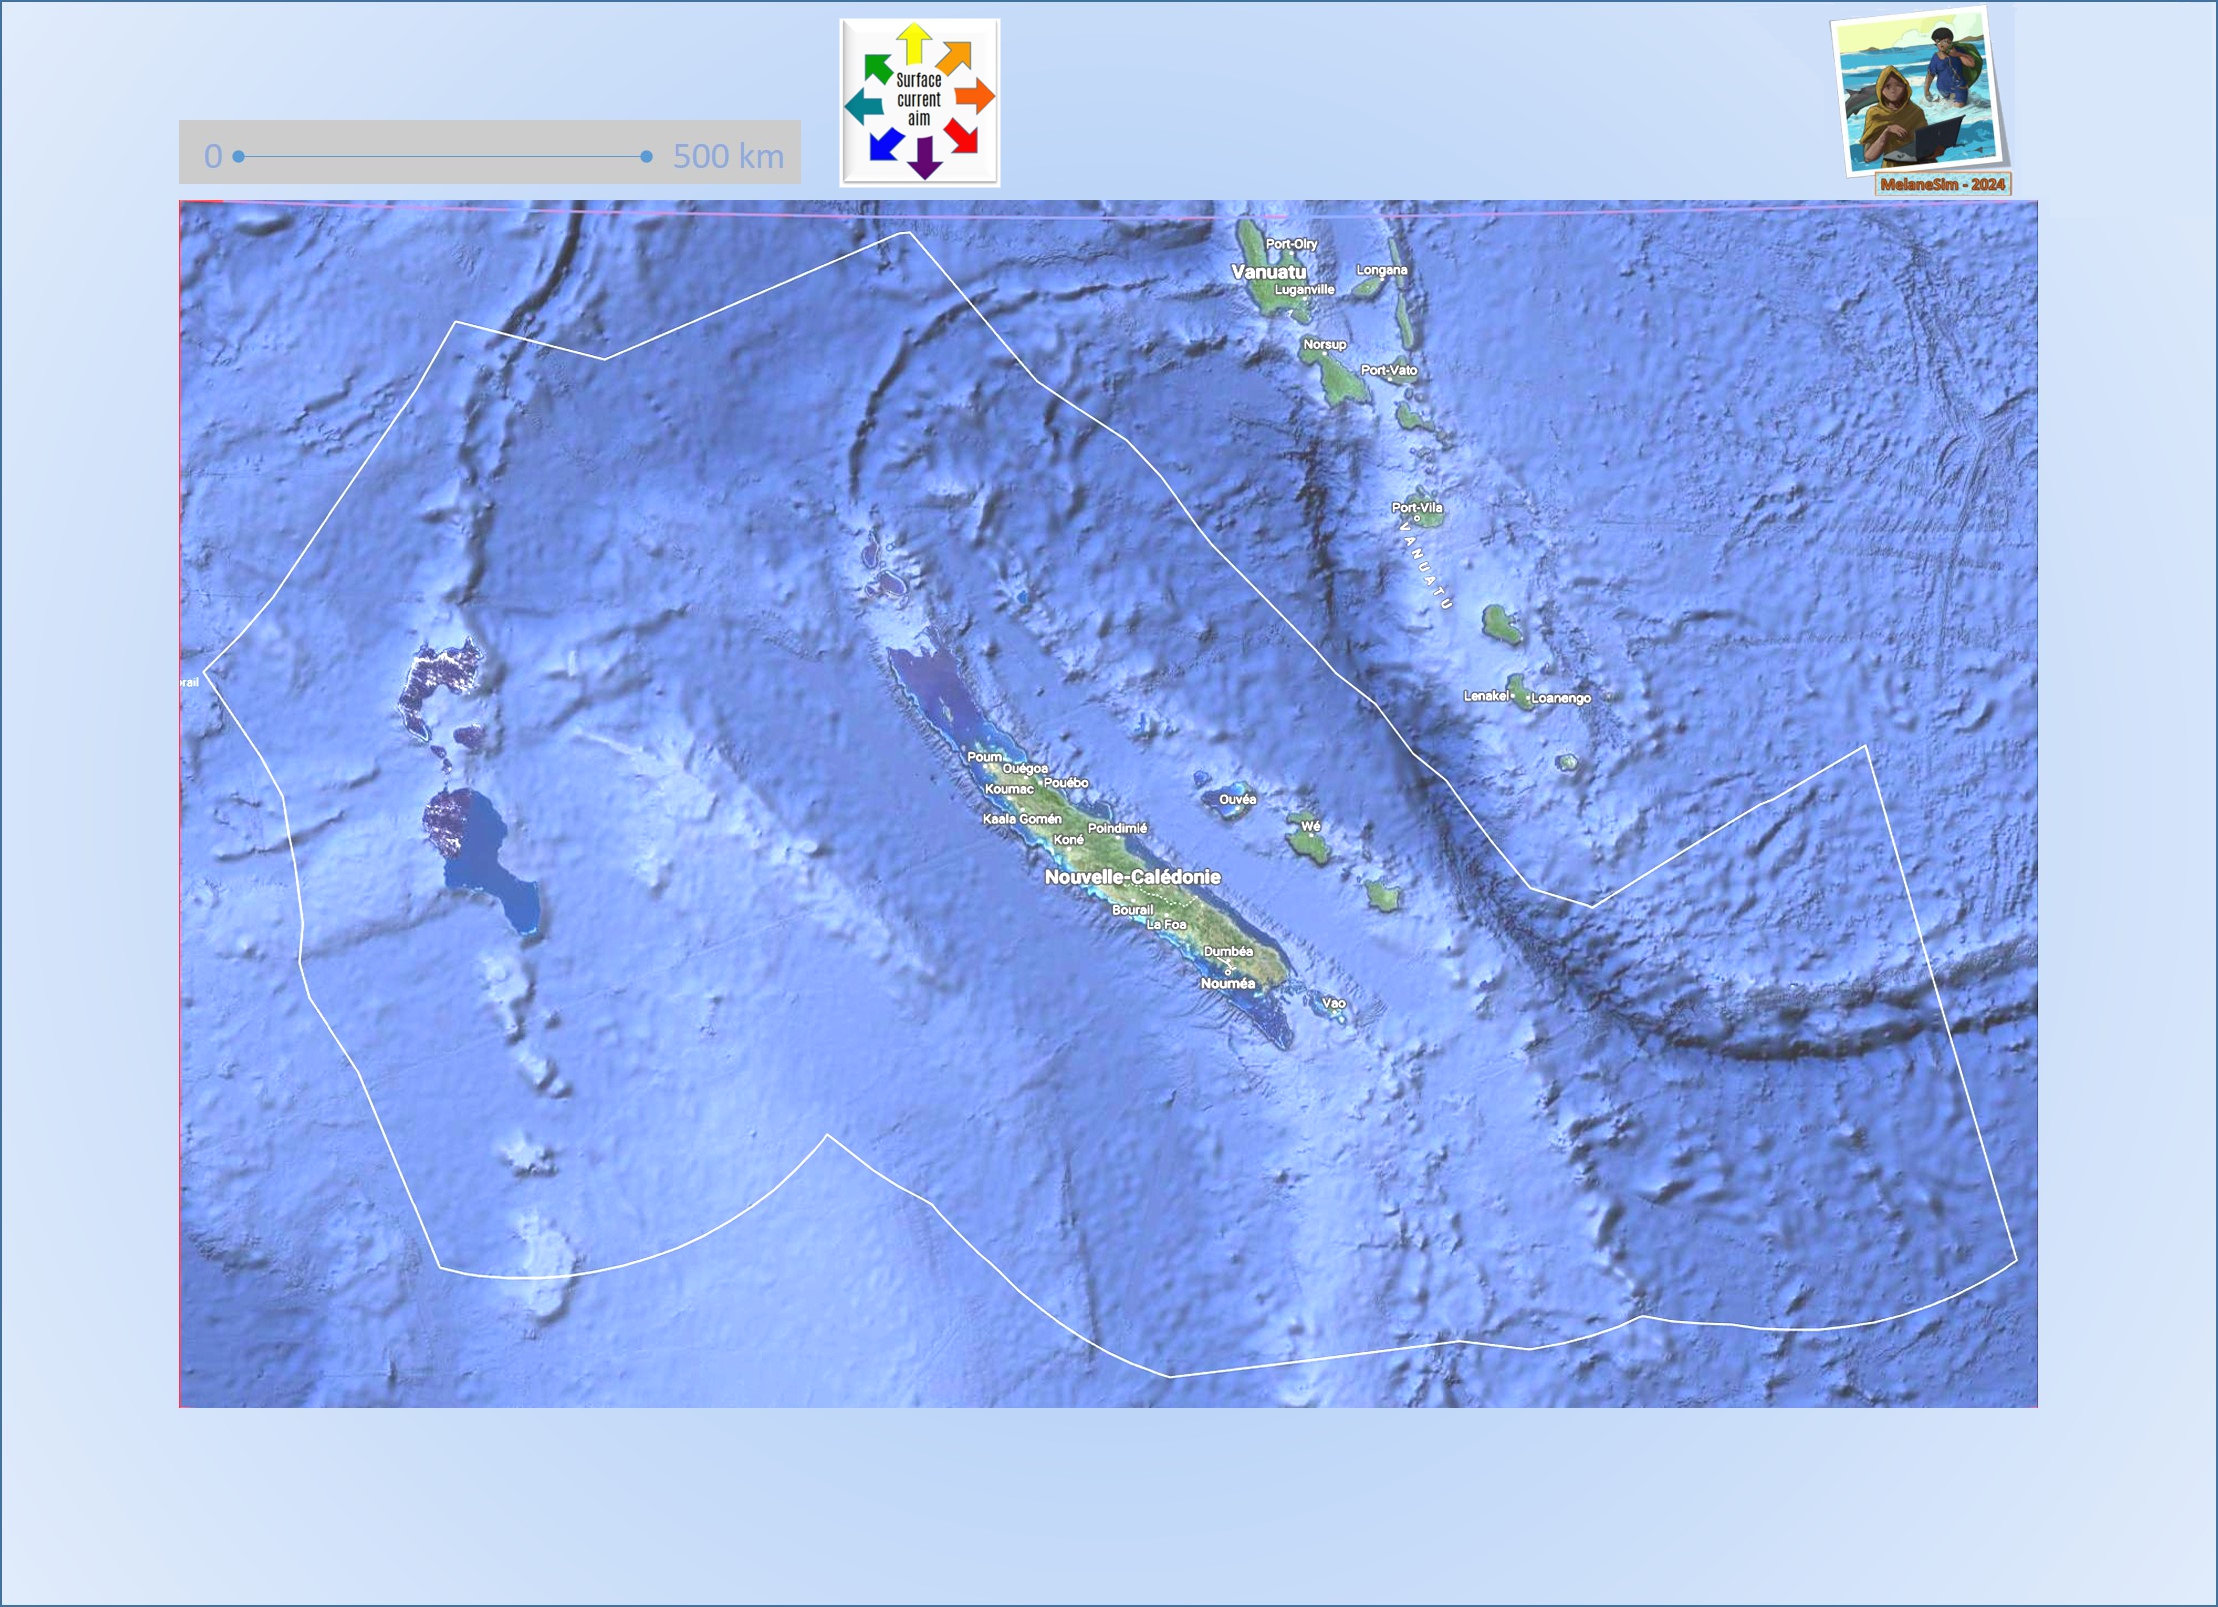 Surface
current
aim
0 500 km
MelaneSim - 2024
Port-Olry
Vanuatu
Longana
Luganville
Norsup
Port-Vato
Port-Vila
VANUATU
rail
Lenakel
Loanengo
Poum
Ouégoa
Pouébo
Koumac
Ouvéa
Kaala Gomén
Poindimié
Wé
Koné
Nouvelle-Calédonie
Bourail
La Foa
Dumbéa
Nouméa
Vao